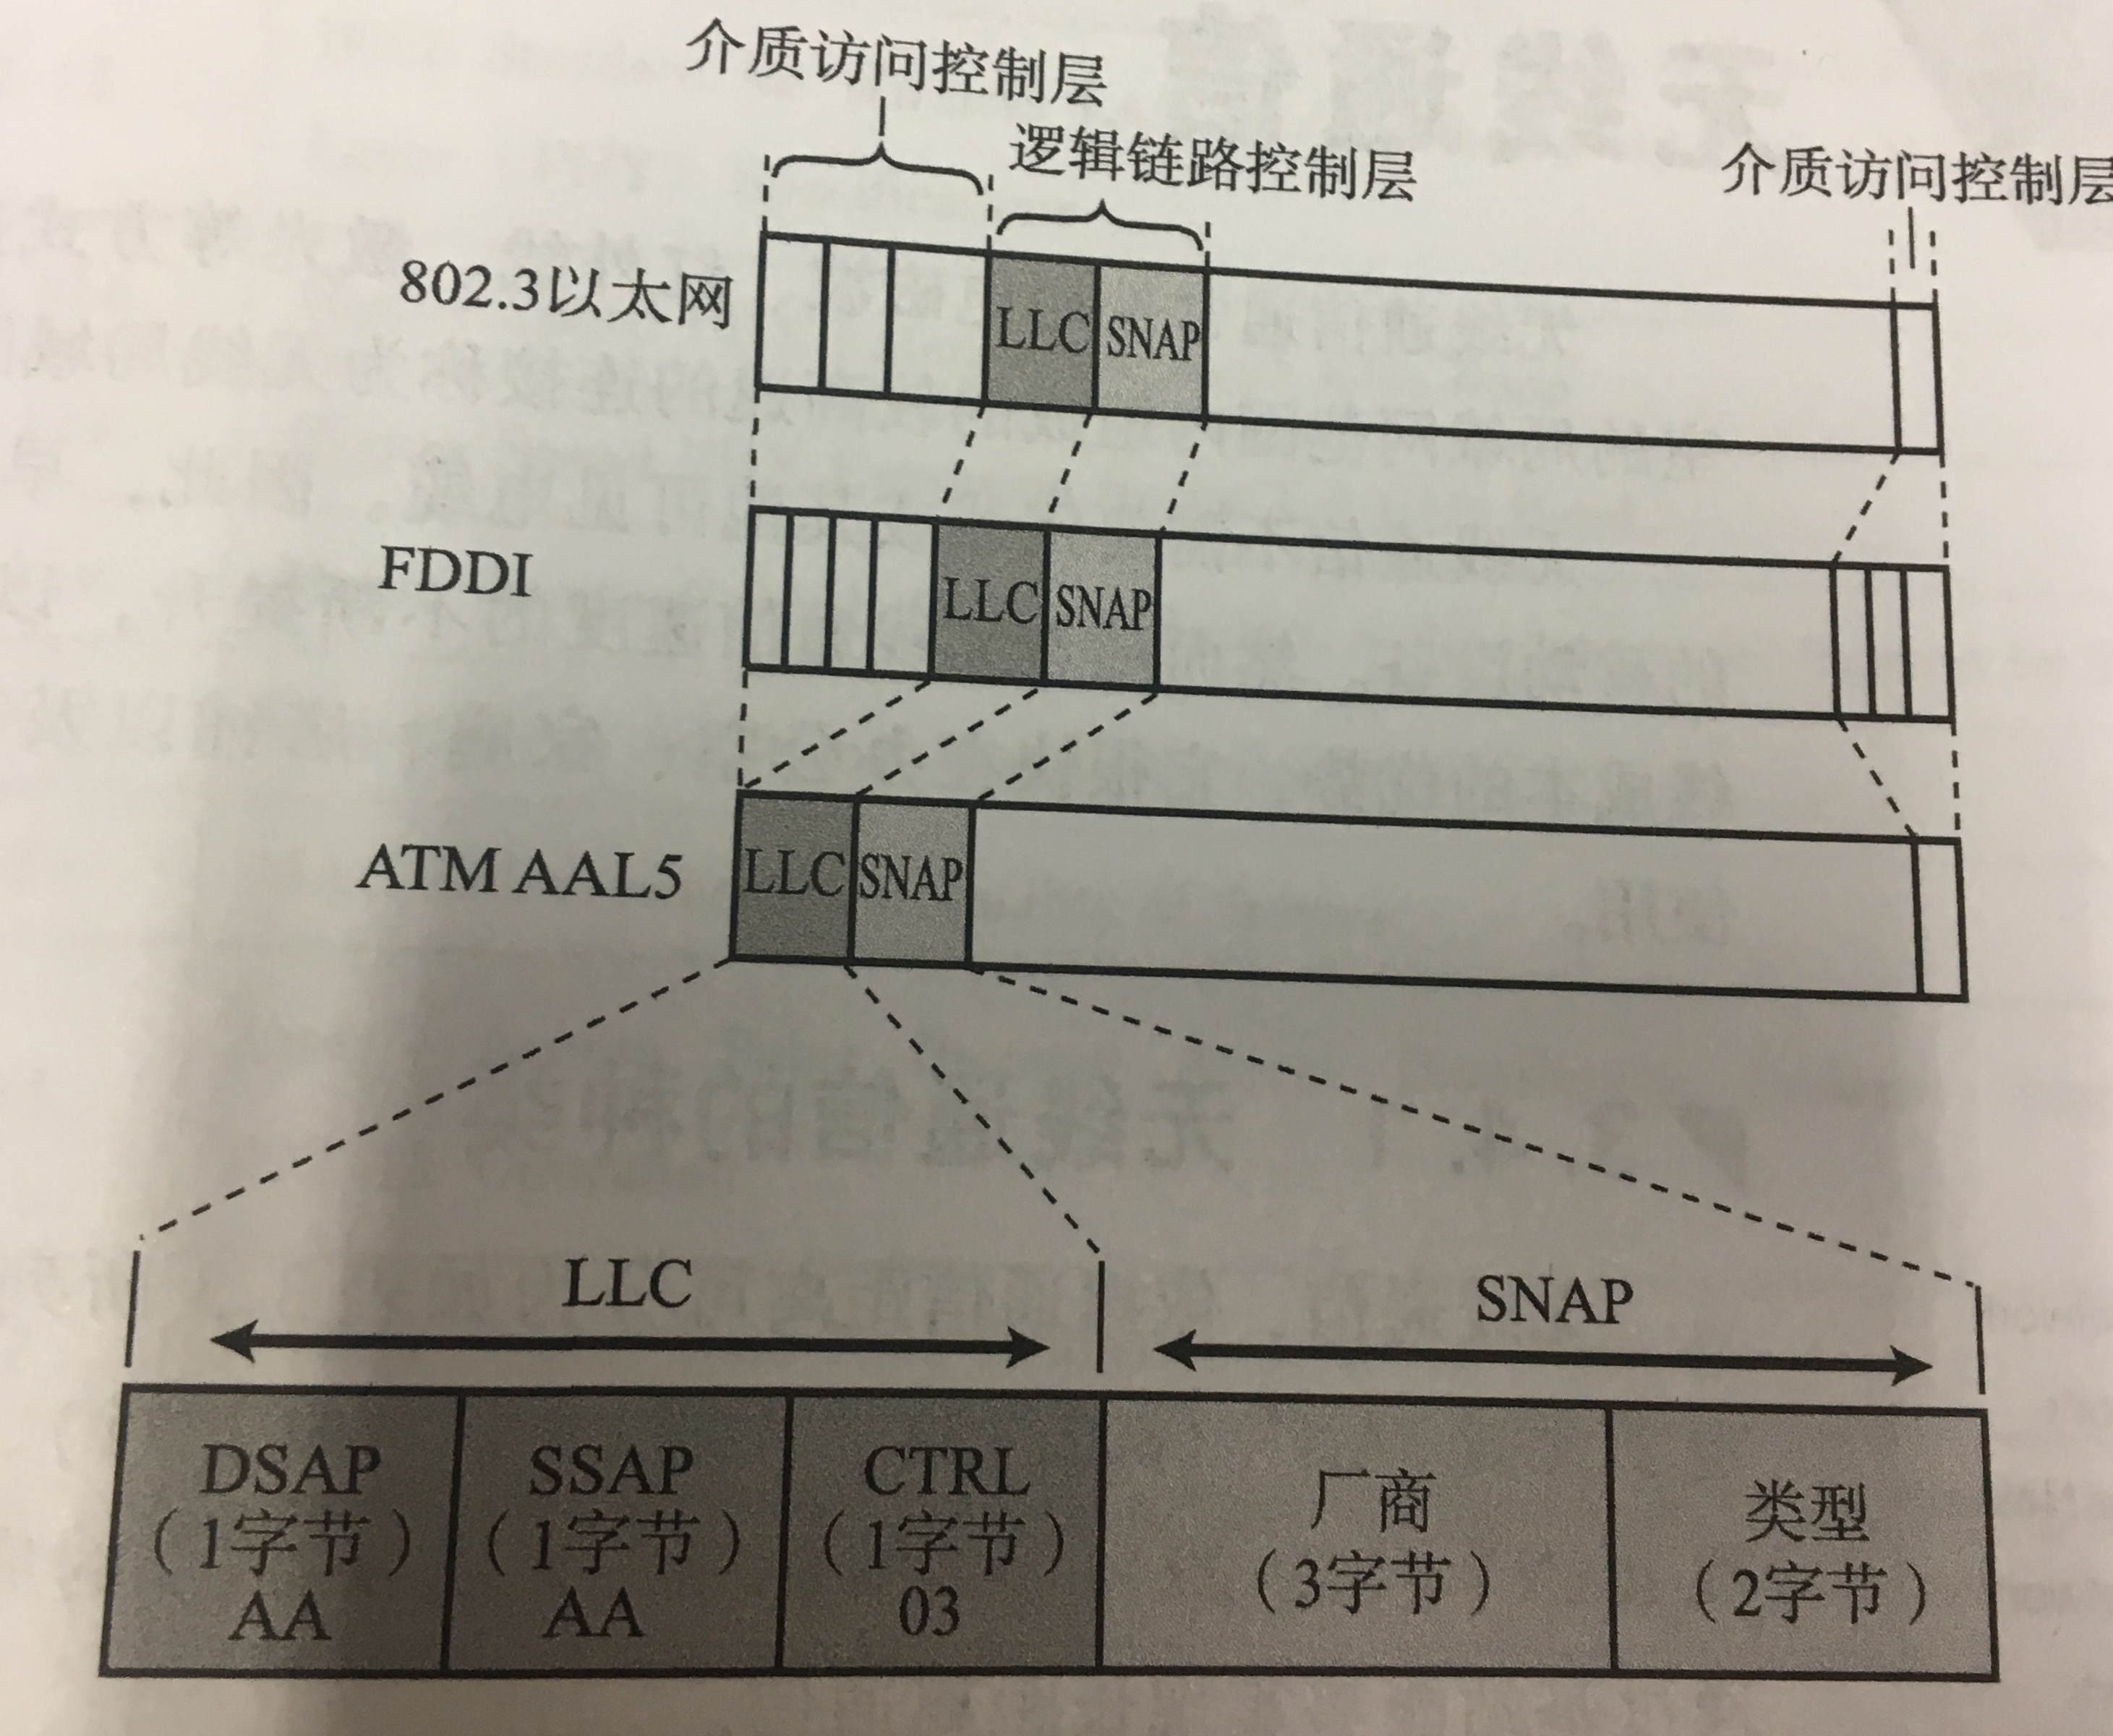 介质访问控制层
逻辑链路控制层
介质访问控制层
802.3以太网
LLC
SNAP
FDDI
LLC
SNAP
ATM AAL5
LLC
SNAP
LLC
SNAP
DSAP
（1字节）
AA
SSAP
（1字节）
AA
CTRL
（1字节）
03
厂商
（3字节）
类型
（2字节）